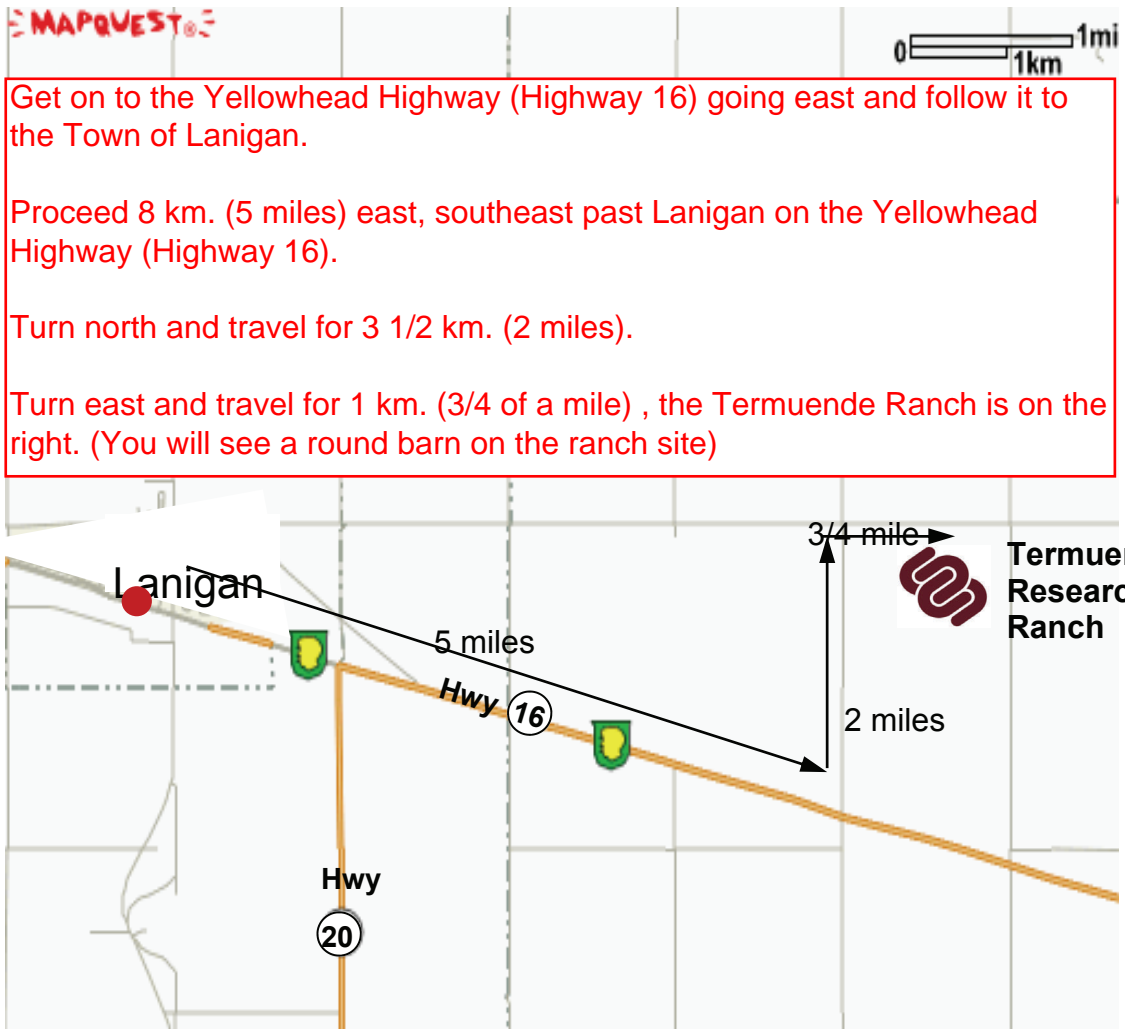 MAPQUEST®
0 1mi
1km
Get on to the Yellowhead Highway (Highway 16) going east and follow it to
the Town of Lanigan.
Proceed 8 km. (5 miles) east, southeast past Lanigan on the Yellowhead
Highway (Highway 16).
Turn north and travel for 3 1/2 km. (2 miles).
Turn east and travel for 1 km. (3/4 of a mile) , the Termuende Ranch is on the
right. (You will see a round barn on the ranch site)
3/4 mile
Termuen
Researc
Ranch
Lanigan
5 miles
Hwy 16
2 miles
Hwy
20